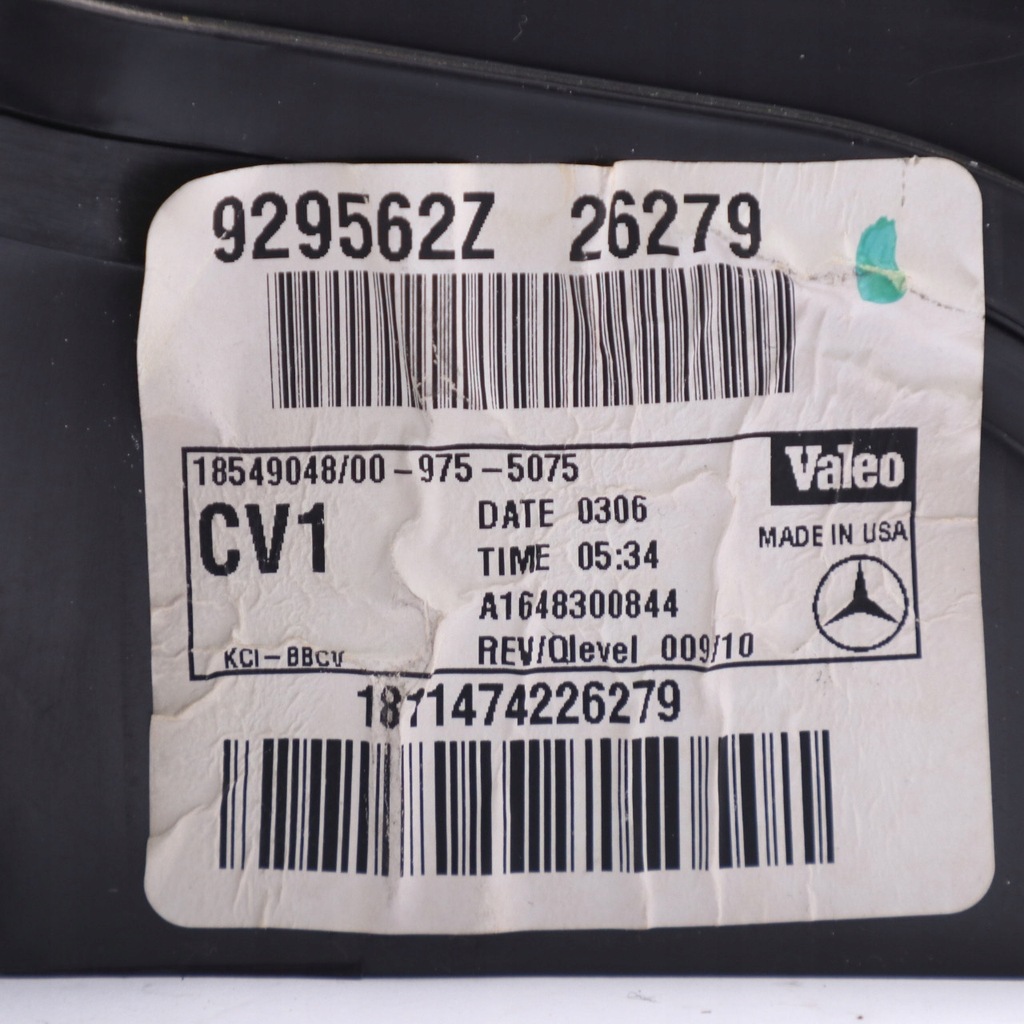 929562Z 26279
18549048/00-975-5075
Valeo
CV1
DATE 0306
MADE IN USA
TIME 05:34
A1648300844
KCI-BBCV
REV/Qlevel 009/10
1811474226279